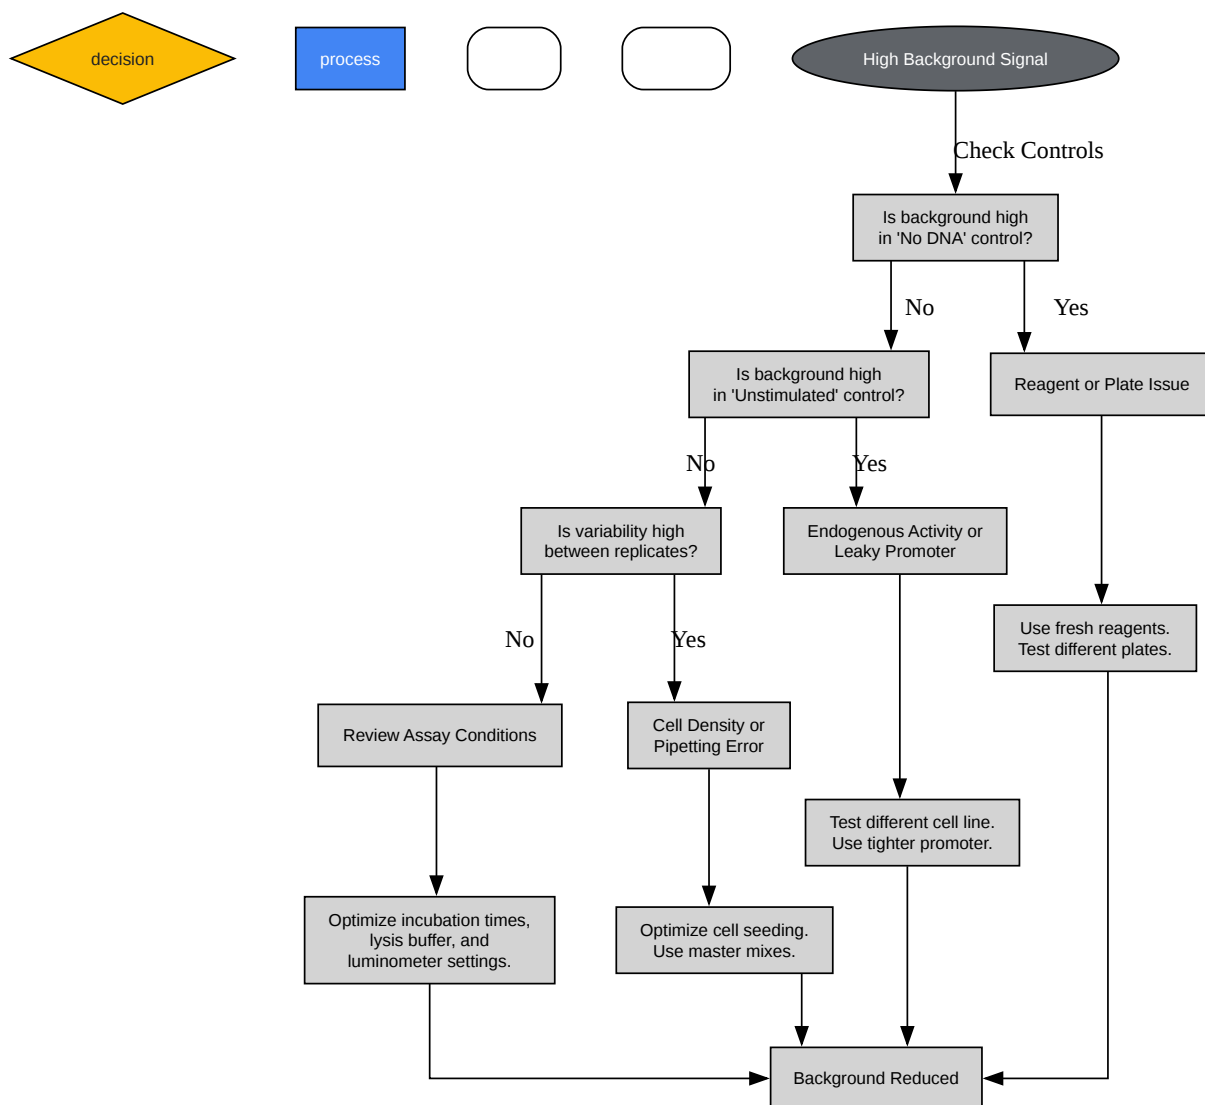 decision
process
High Background Signal
Check Controls
Is background high
in 'No DNA' control?
No
Yes
Is background high
in 'Unstimulated' control?
Reagent or Plate Issue
No
Yes
Is variability high
between replicates?
Endogenous Activity or
Leaky Promoter
Use fresh reagents.
Test different plates.
No
Yes
Review Assay Conditions
Cell Density or
Pipetting Error
Test different cell line.
Use tighter promoter.
Optimize incubation times,
lysis buffer, and
luminometer settings.
Optimize cell seeding.
Use master mixes.
Background Reduced